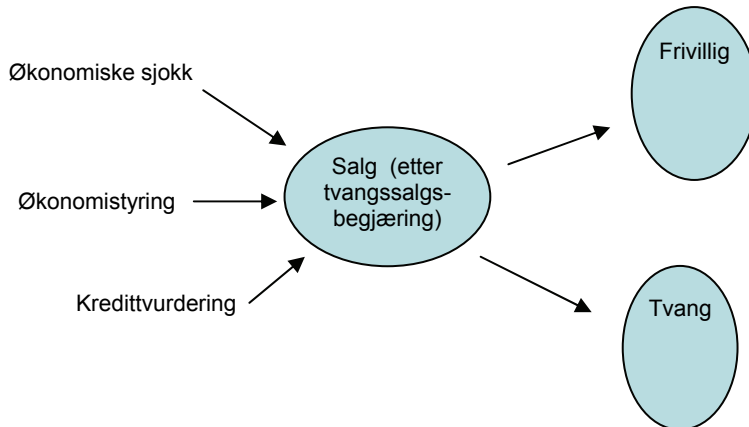 Økonomiske sjokk
Økonomistyring
Kredittvurdering
Salg (etter
tvangssalgs-
begjæring)
Frivillig
Tvang